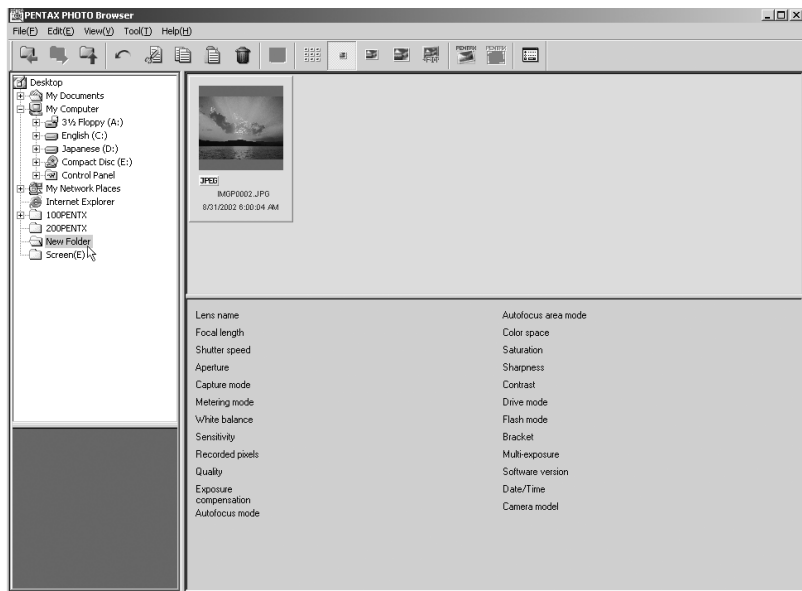 PENTAX PHOTO Browser
File(F) Edit(E) View(V) Tool(T) Help(H)
PENTAX PENTAX
Desktop
My Documents
My Computer
3½ Floppy (A:)
English (C:)
Japanese (D:)
Compact Disc (E:)
Control Panel
My Network Places
Internet Explorer
100PENTX
200PENTX
New Folder
Screen(E)
JPEG
IMGP0002.JPG
8/31/2002 6:00:04 AM
Lens name
Focal length
Shutter speed
Aperture
Capture mode
Metering mode
White balance
Sensitivity
Recorded pixels
Quality
Exposure
compensation
Autofocus mode
Autofocus area mode
Color space
Saturation
Sharpness
Contrast
Drive mode
Flash mode
Bracket
Multi-exposure
Software version
Date/Time
Camera model